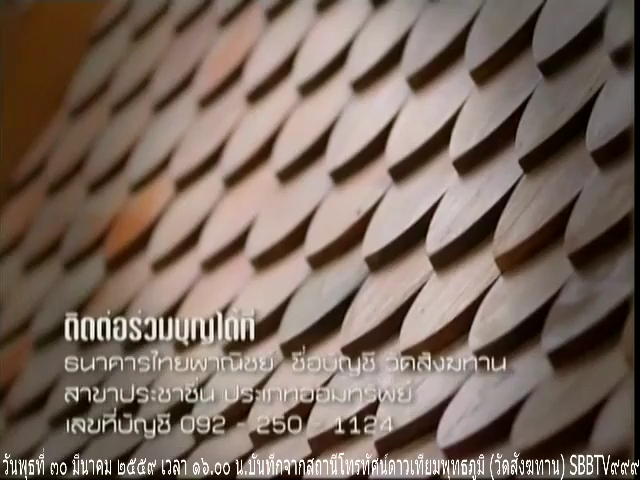 ติดต่อร่วมบุญได้ที่
ธนาคารไทยพาณิชย์ ชื่อบัญชี วัดสังฆทาน
สาขาประชาชื่น ประเภทออมทรัพย์
เลขที่บัญชี 092 - 250 - 1124
วันพุธที่ ๓๐ มีนาคม ๒๕๕๙ เวลา ๑๖.๐๐ น.บันทึกจากสถานีโทรทัศน์ดาวเทียมพุทธภูมิ (วัดสังฆทาน) SBBTV๙๙๙